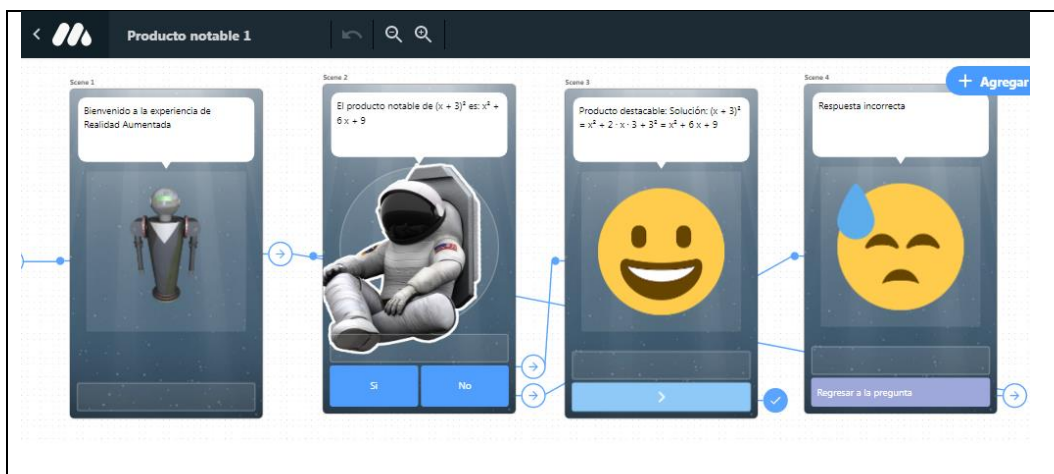 Producto notable 1
Agregar
Scene 1
Bienvenido a la experiencia de
Realidad Aumentada
Scene 2
El producto notable de (x + 3)² es: x² +
6 x + 9
Si
No
Scene 3
Producto destacable: Solución: (x + 3)²
= x² + 2 · x · 3 + 3² = x² + 6 x + 9
Scene 4
Respuesta incorrecta
Regresar a la pregunta